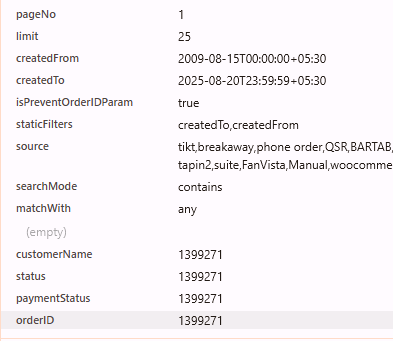 pageNo 1
limit 25
createdFrom 2009-08-15T00:00:00+05:30
createdTo 2025-08-20T23:59:59+05:30
isPreventOrderIDParam true
staticFilters createdTo,createdFrom
source tikt,breakaway,phone order,QSR,BARTAB,
tapin2,suite,FanVista,Manual,woocomme
searchMode contains
matchWith any
(empty)
customerName 1399271
status 1399271
paymentStatus 1399271
orderID 1399271